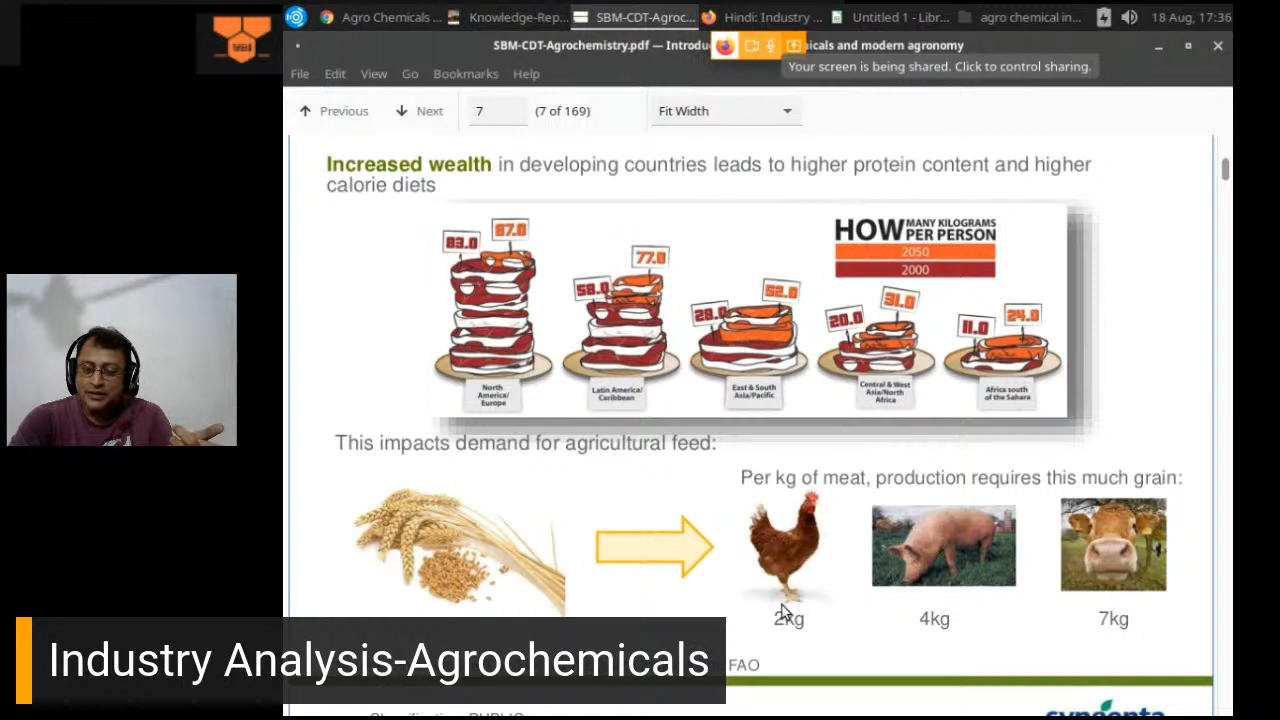 Agro Chemicals ...
Knowledge-Rep...
SBM-CDT-Agroc...
Hindi: Industry ...
Untitled 1 - Libr...
agro chemical in...
18 Aug, 17:36
SBM-CDT-Agrochemistry.pdf — Introdu
icals and modern agronomy
Your screen is being shared. Click to control sharing.
File Edit View Go Bookmarks Help
Previous Next 7 (7 of 169) Fit Width
Increased wealth in developing countries leads to higher protein content and higher
calorie diets
HOW MANY KILOGRAMS
PER PERSON
2050
2000
83.0 87.0
58.0 77.0
28.0 52.0
20.0 31.0
11.0 24.0
North
America/
Europe
Latin America/
Caribbean
East & South
Asia/Pacific
Central & West
Asia/North
Africa
Africa south
of the Sahara
This impacts demand for agricultural feed:
Per kg of meat, production requires this much grain:
2kg 4kg 7kg
FAO
Industry Analysis-Agrochemicals